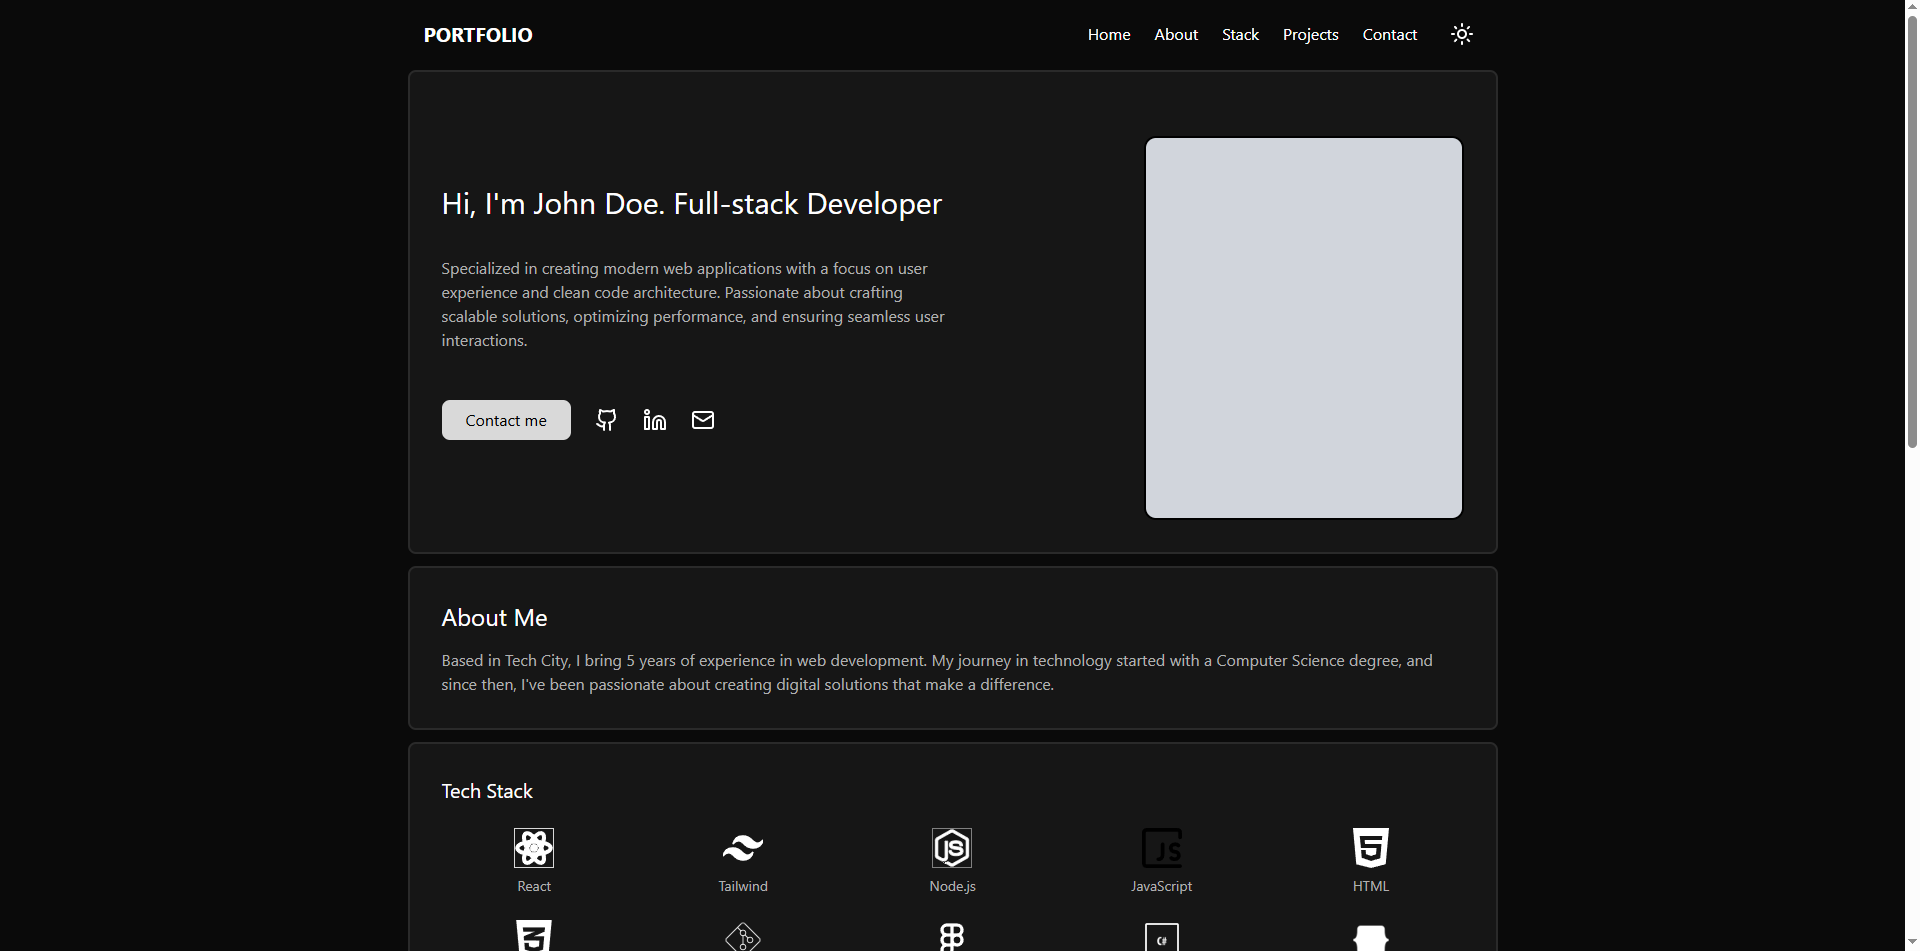 PORTFOLIO
Home About Stack Projects Contact
Hi, I'm John Doe. Full-stack Developer
Specialized in creating modern web applications with a focus on user
experience and clean code architecture. Passionate about crafting
scalable solutions, optimizing performance, and ensuring seamless user
interactions.
Contact me
About Me
Based in Tech City, I bring 5 years of experience in web development. My journey in technology started with a Computer Science degree, and
since then, I've been passionate about creating digital solutions that make a difference.
Tech Stack
JS JS 5
React Tailwind Node.js JavaScript HTML
3 C#